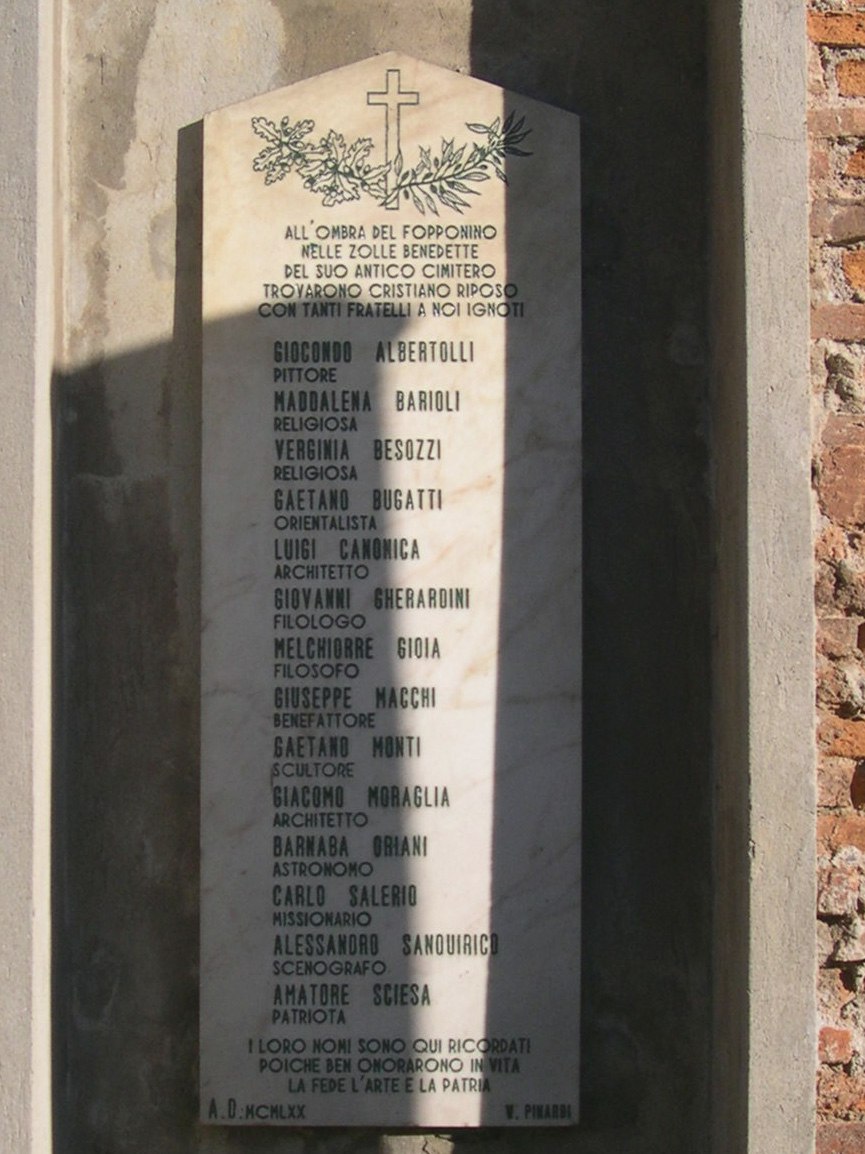 ALL'OMBRA DEL FOPPONINO
NELLE ZOLLE BENEDETTE
DEL SUO ANTICO CIMITERO
TROVARONO CRISTIANO RIPOSO
CON TANTI FRATELLI A NOI IGNOTI
GIOCONDO ALBERTOLLI
PITTORE
MADDALENA BARIOLI
RELIGIOSA
VERGINIA BESOZZI
RELIGIOSA
GAETANO BUGATTI
ORIENTALISTA
LUIGI CANONICA
ARCHITETTO
GIOVANNI GHERARDINI
FILOLOGO
MELCHIORRE GIOIA
FILOSOFO
GIUSEPPE MACCHI
BENEFATTORE
GAETANO MONTI
SCULTORE
GIACOMO MORAGLIA
ARCHITETTO
BARNABA ORIANI
ASTRONOMO
CARLO SALERIO
MISSIONARIO
ALESSANDRO SANQUIRICO
SCENOGRAFO
AMATORE SCIESA
PATRIOTA
I LORO NOMI SONO QUI RICORDATI
POICHE BEN ONORARONO IN VITA
LA FEDE L'ARTE E LA PATRIA
A.D. MCMLXX V. PINARDI